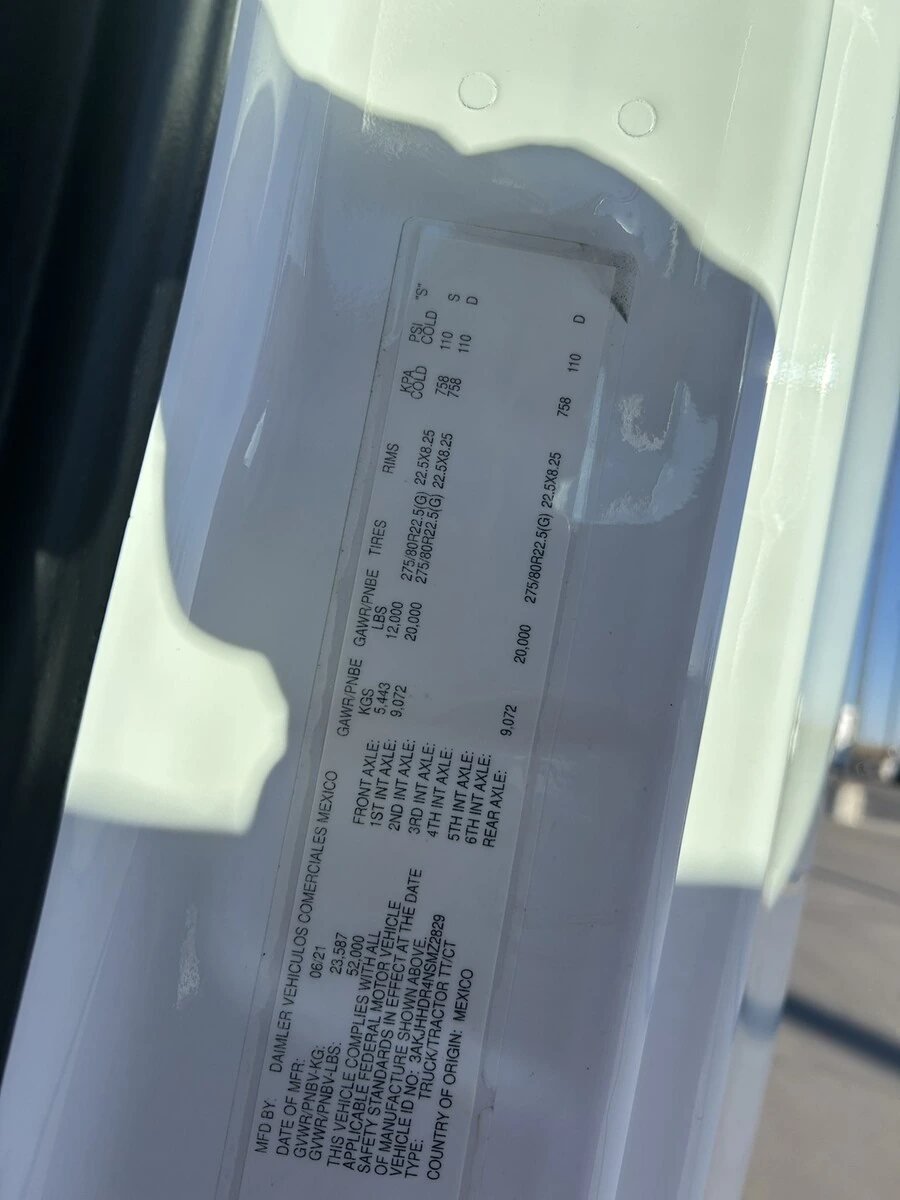 MFD BY: DAIMLER VEHICULOS COMERCIALES MEXICO
DATE OF MFR: 06/21
GVWR/PNBV-KG: 23,587
GVWR/PNBV-LBS: 52,000
THIS VEHICLE COMPLIES WITH ALL
APPLICABLE FEDERAL MOTOR VEHICLE
SAFETY STANDARDS IN EFFECT AT THE DATE
OF MANUFACTURE SHOWN ABOVE.
VEHICLE ID NO: 3AKJHHDR4NSMZ2829
TYPE: TRUCK/TRACTOR TT/CT
COUNTRY OF ORIGIN: MEXICO
GAWR/PNBE GAWR/PNBE TIRES RIMS KPA PSI "S"
KGS LBS COLD COLD
FRONT AXLE: 5,443 12,000 275/80R22.5(G) 22.5X8.25 758 110 S
1ST INT AXLE: 9,072 20,000 275/80R22.5(G) 22.5X8.25 758 110 D
2ND INT AXLE:
3RD INT AXLE:
4TH INT AXLE:
5TH INT AXLE:
6TH INT AXLE:
REAR AXLE: 9,072 20,000 275/80R22.5(G) 22.5X8.25 758 110 D